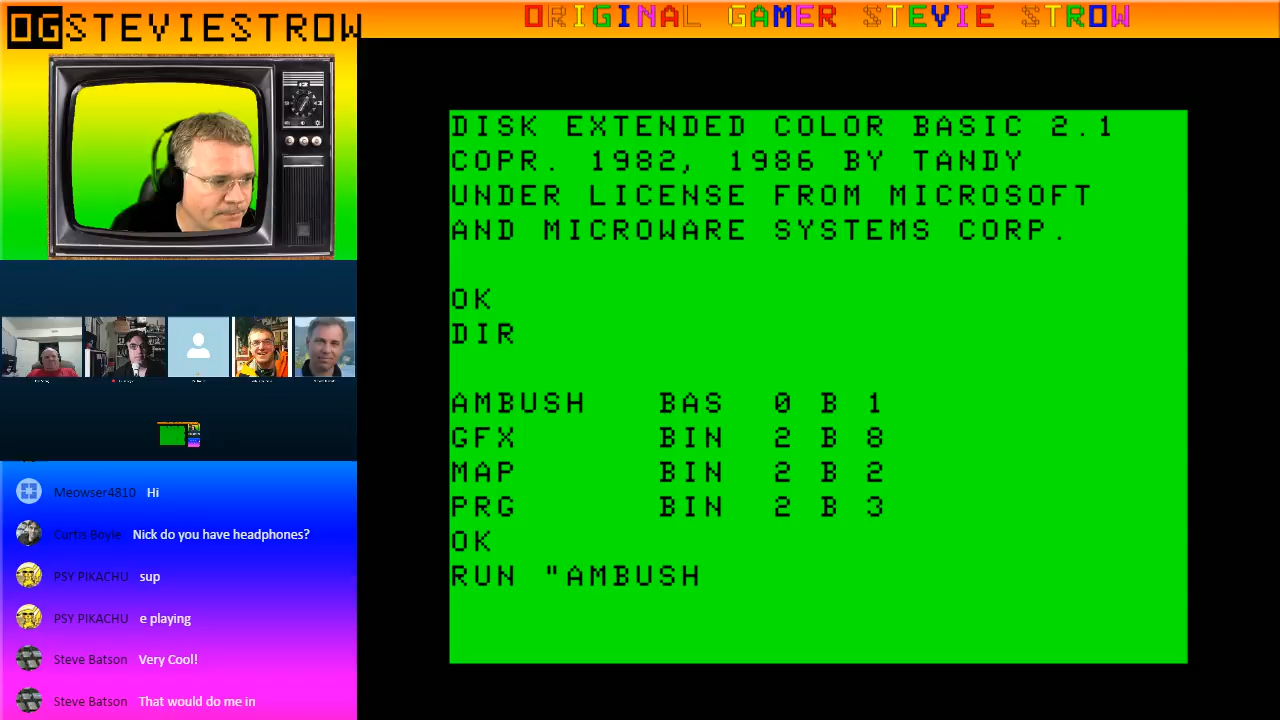 OGSTEVIESTROW
ORIGINAL GAMER STEVIE STROW
DISK EXTENDED COLOR BASIC 2.1
COPR. 1982, 1986 BY TANDY
UNDER LICENSE FROM MICROSOFT
AND MICROWARE SYSTEMS CORP.
OK
DIR
AMBUSH BAS 0 B 1
GFX BIN 2 B 8
MAP BIN 2 B 2
PRG BIN 2 B 3
OK
RUN "AMBUSH
Meowser4810 Hi
Curtis Boyle Nick do you have headphones?
PSY PIKACHU sup
PSY PIKACHU e playing
Steve Batson Very Cool!
Steve Batson That would do me in